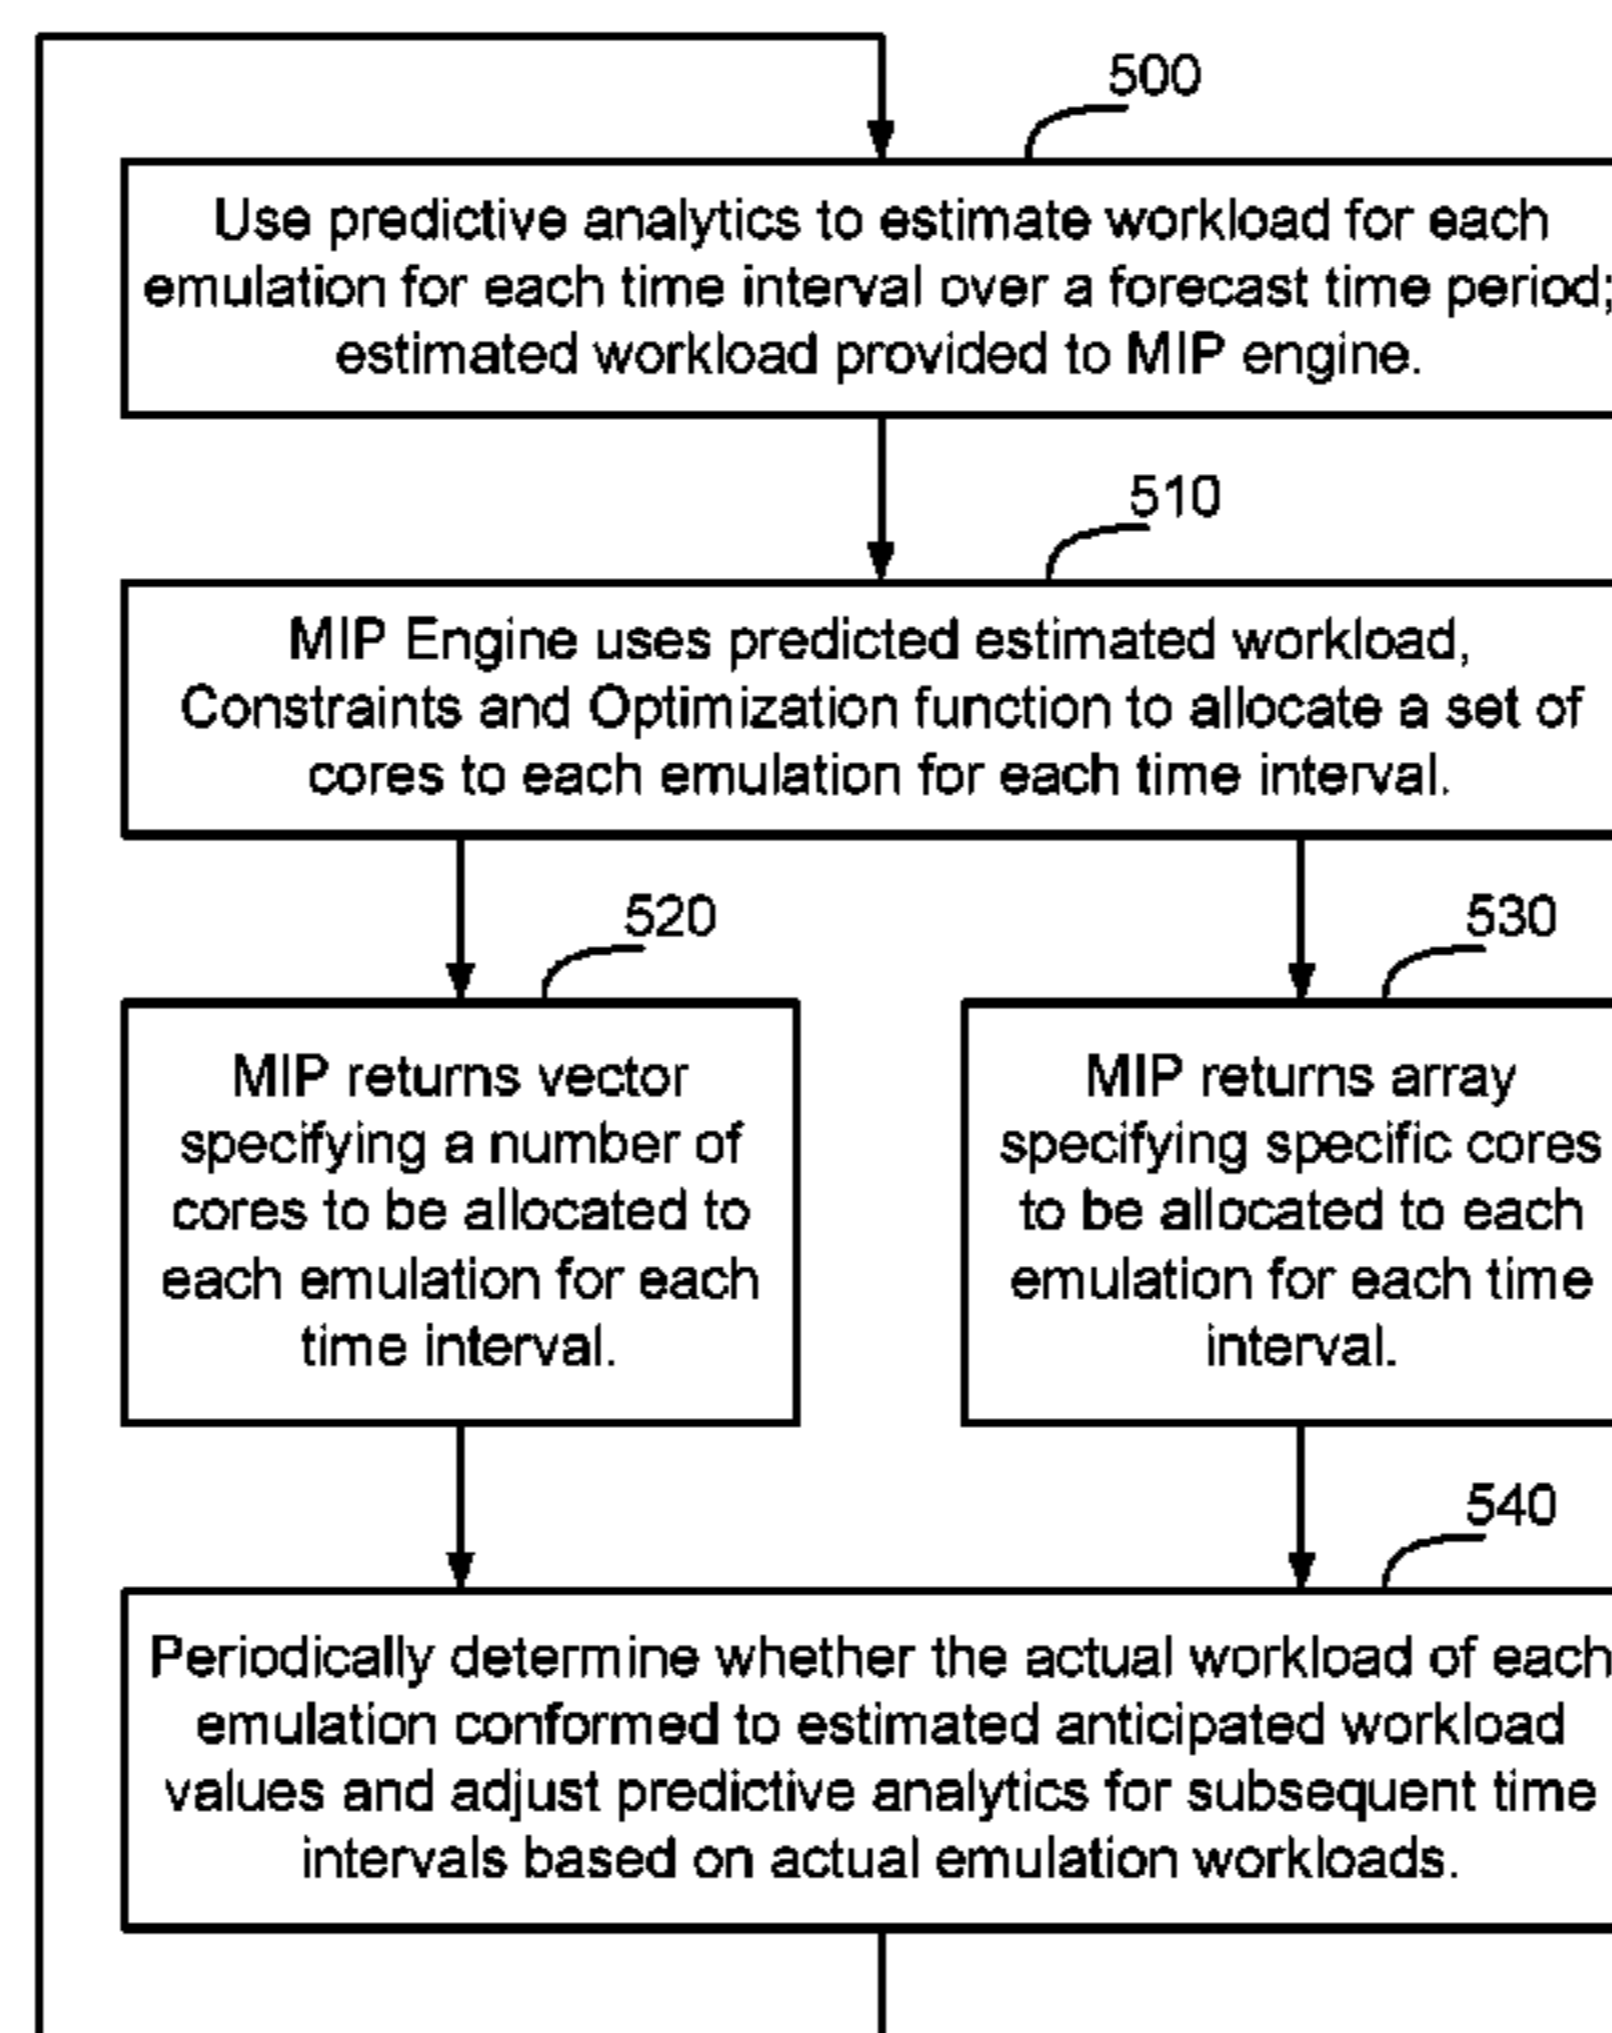 500
Use predictive analytics to estimate workload for each
emulation for each time interval over a forecast time period;
estimated workload provided to MIP engine.
510
MIP Engine uses predicted estimated workload,
Constraints and Optimization function to allocate a set of
cores to each emulation for each time interval.
520
MIP returns vector
specifying a number of
cores to be allocated to
each emulation for each
time interval.
530
MIP returns array
specifying specific cores
to be allocated to each
emulation for each time
interval.
540
Periodically determine whether the actual workload of each
emulation conformed to estimated anticipated workload
values and adjust predictive analytics for subsequent time
intervals based on actual emulation workloads.